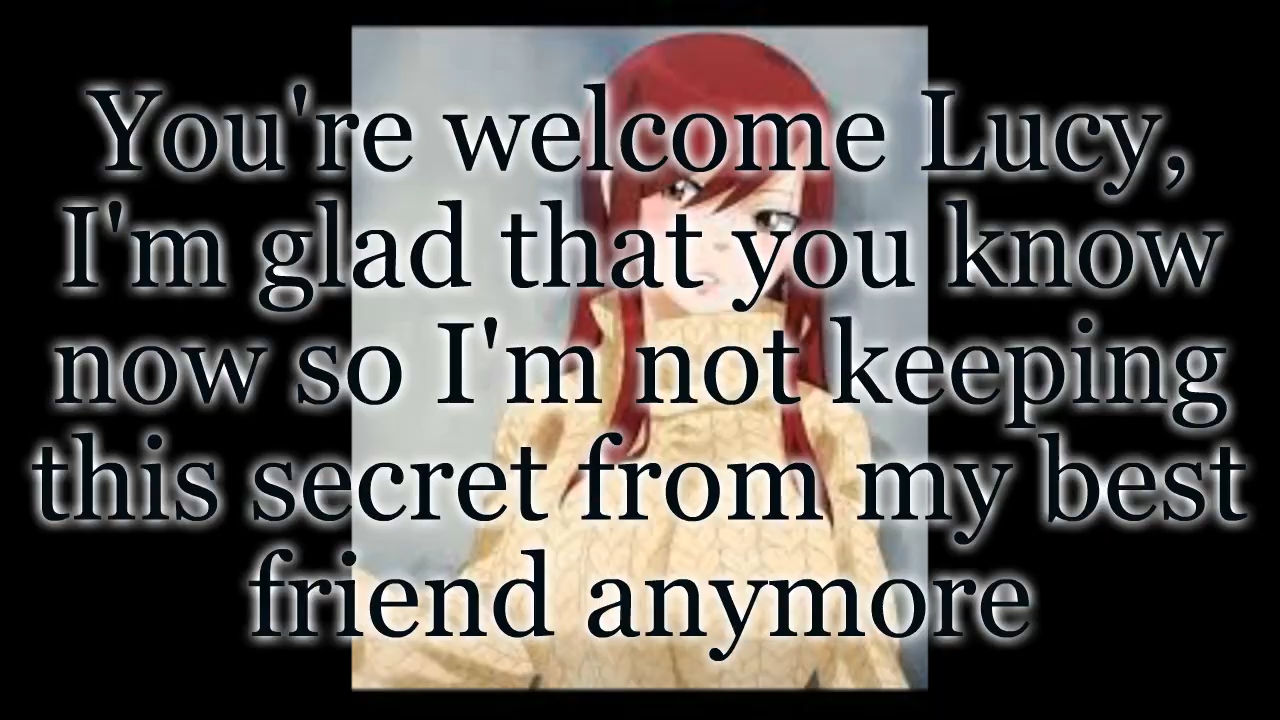 You're welcome Lucy,
I'm glad that you know
now so I'm not keeping
this secret from my best
friend anymore